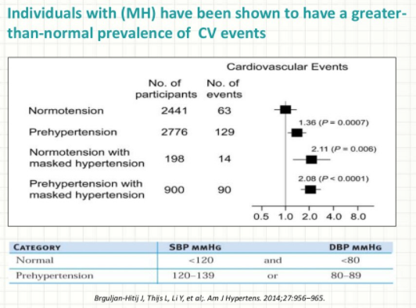 Individuals with (MH) have been shown to have a greater-
than-normal prevalence of CV events
Cardiovascular Events
No. of No. of
participants events
Normotension 2441 63
1.36 (P = 0.0007)
Prehypertension 2776 129
2.11 (P = 0.006)
Normotension with
masked hypertension 198 14
2.08 (P < 0.0001)
Prehypertension with
masked hypertension 900 90
0.5 1.0 2.0 4.0 8.0
CATEGORY SBP MMHG DBP MMHG
Normal <120 and <80
Prehypertension 120–139 or 80–89
Brguljan-Hitij J, Thijs L, Li Y, et al;. Am J Hypertens. 2014;27:956–965.